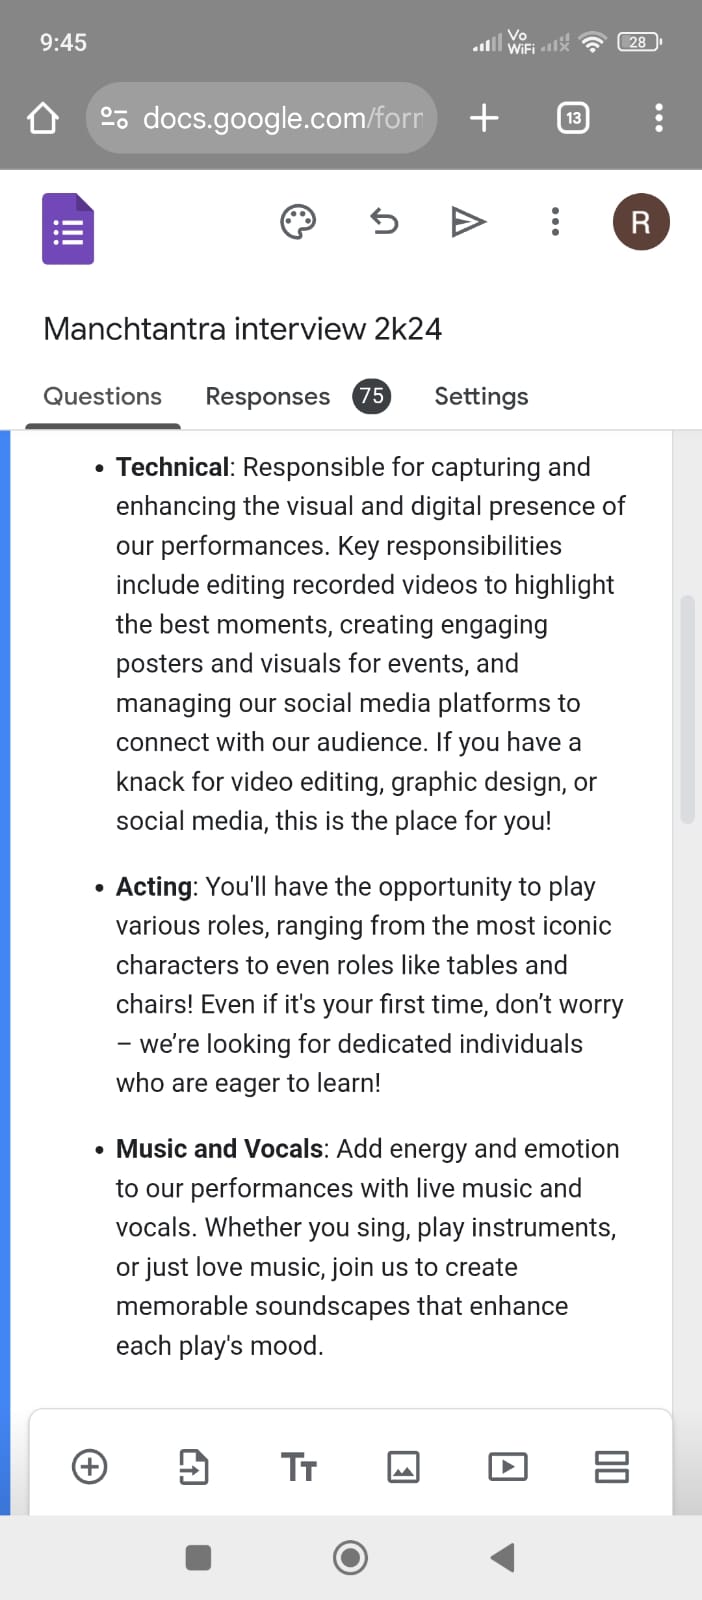 9:45
Vo
WiFi
28
docs.google.com/forr
13
R
Manchtantra interview 2k24
Questions
Responses 75
Settings
• Technical: Responsible for capturing and
enhancing the visual and digital presence of
our performances. Key responsibilities
include editing recorded videos to highlight
the best moments, creating engaging
posters and visuals for events, and
managing our social media platforms to
connect with our audience. If you have a
knack for video editing, graphic design, or
social media, this is the place for you!
• Acting: You'll have the opportunity to play
various roles, ranging from the most iconic
characters to even roles like tables and
chairs! Even if it's your first time, don’t worry
– we’re looking for dedicated individuals
who are eager to learn!
• Music and Vocals: Add energy and emotion
to our performances with live music and
vocals. Whether you sing, play instruments,
or just love music, join us to create
memorable soundscapes that enhance
each play's mood.
Tт